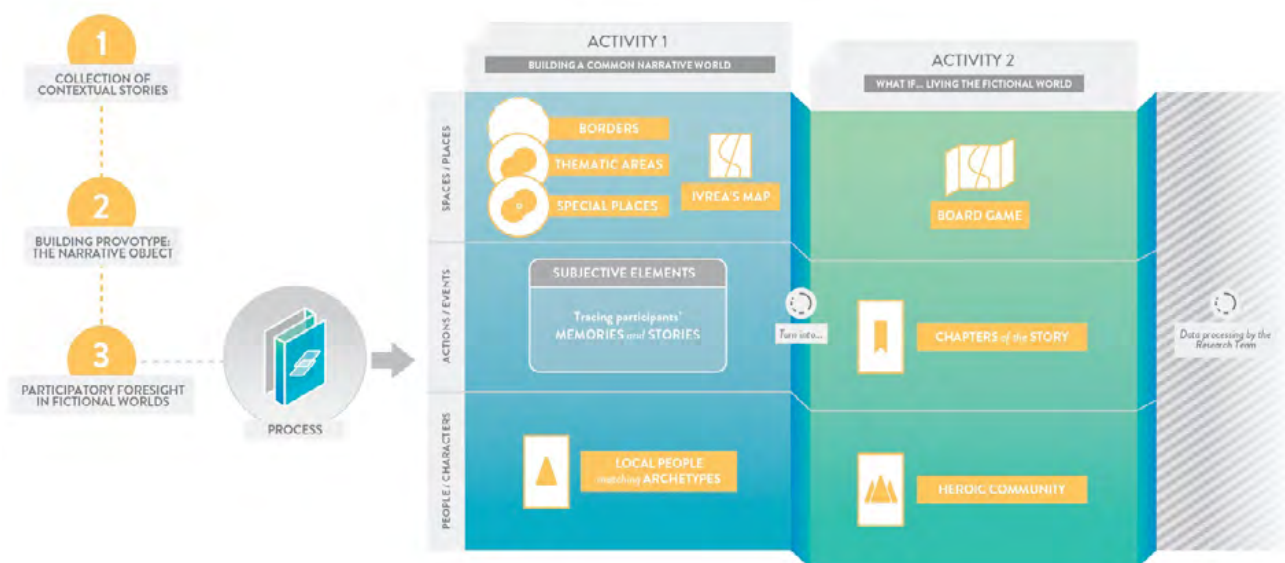 1
COLLECTION OF
CONTEXTUAL STORIES
2
BUILDING PROVOTYPE:
THE NARRATIVE OBJECT
3
PARTICIPATORY FORESIGHT
IN FICTIONAL WORLDS
PROCESS
ACTIVITY 1
BUILDING A COMMON NARRATIVE WORLD
SPACES / PLACES
BORDERS
THEMATIC AREAS
SPECIAL PLACES
IVREA'S MAP
ACTIONS / EVENTS
SUBJECTIVE ELEMENTS
Tracing participants'
MEMORIES and STORIES
PEOPLE / CHARACTERS
LOCAL PEOPLE
matching ARCHETYPES
Turn into...
ACTIVITY 2
WHAT IF... LIVING THE FICTIONAL WORLD
BOARD GAME
CHAPTERS of the STORY
HEROIC COMMUNITY
Data processing by the
Research Team